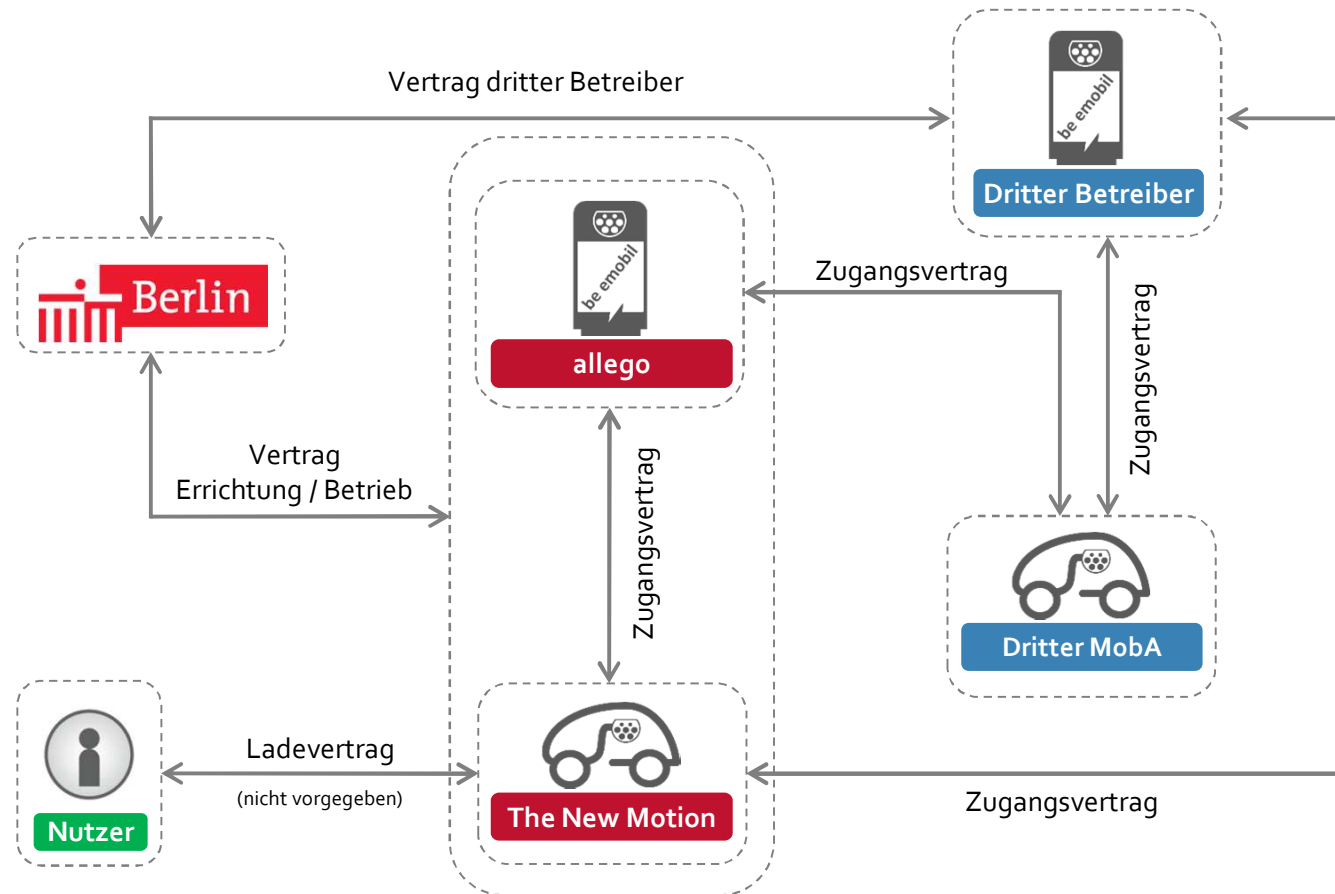 Vertrag dritter Betreiber
be emobil
Dritter Betreiber
be emobil
allego
Zugangsvertrag
Zugangsvertrag
Berlin
Vertrag
Errichtung / Betrieb
Zugangsvertrag
Dritter MobA
Ladevertrag
(nicht vorgegeben)
Nutzer
The New Motion
Zugangsvertrag